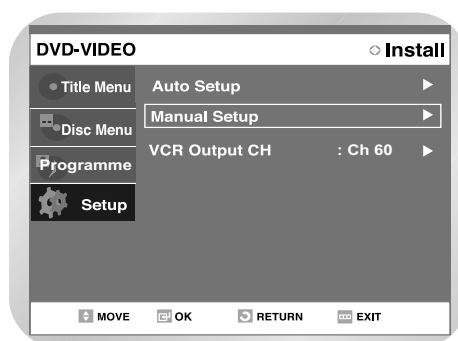 DVD-VIDEO Install
Title Menu
Disc Menu
Programme
Setup
Auto Setup
Manual Setup
VCR Output CH : Ch 60
MOVE OK RETURN EXIT